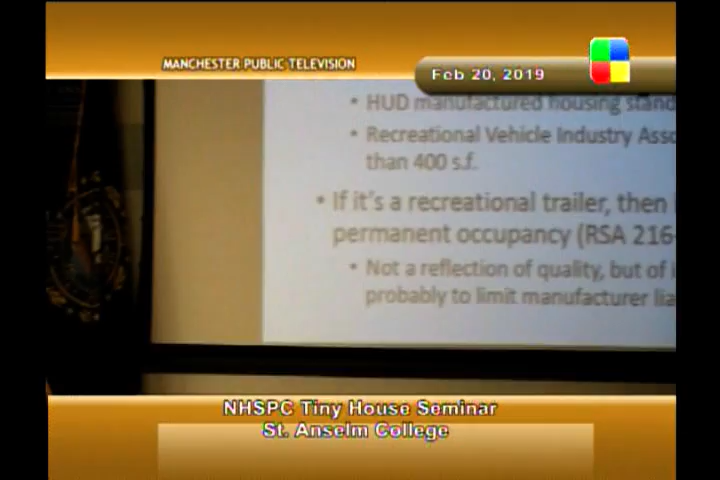 MANCHESTER PUBLIC TELEVISION
Feb 20, 2019
• HUD manufactured housing stand
• Recreational Vehicle Industry Asso
than 400 s.f.
• If it's a recreational trailer, then
permanent occupancy (RSA 216-
• Not a reflection of quality, but of
probably to limit manufacturer lia
NHSPC Tiny House Seminar
St. Anselm College